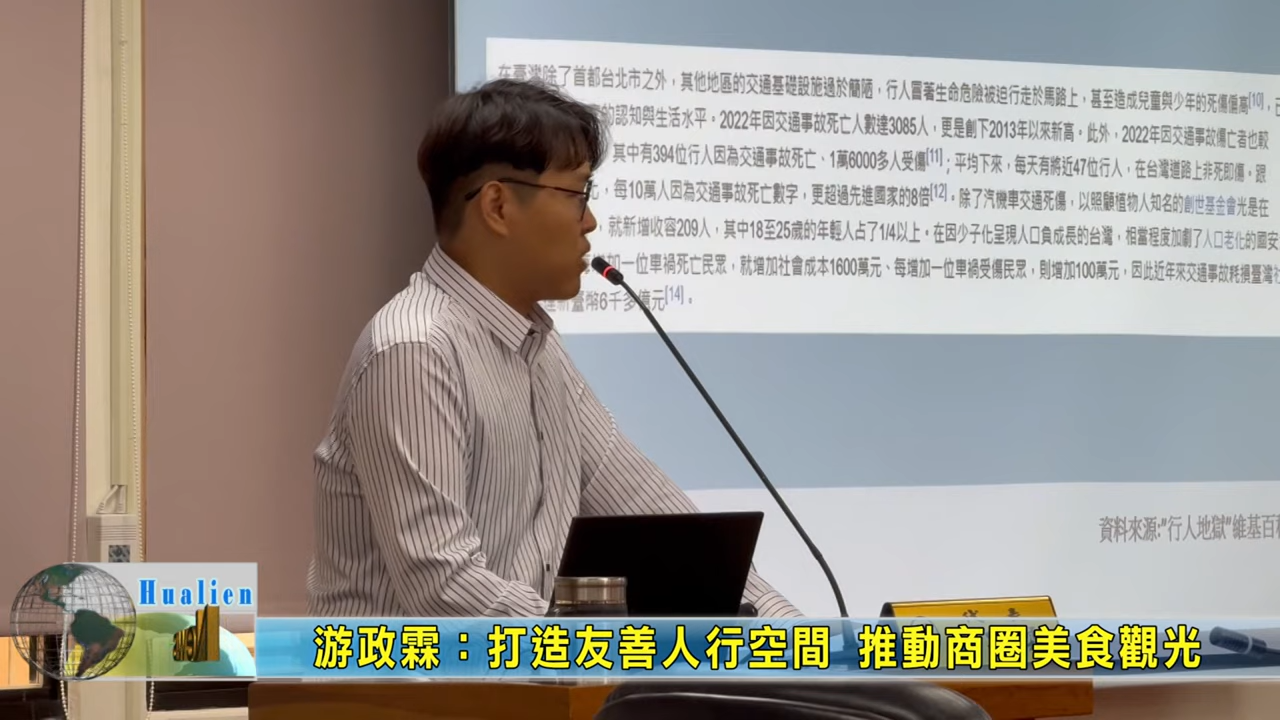 在臺灣除了首都台北市之外，其他地區的交通基礎設施過於簡陋，行人冒著生命危險被迫行走於馬路上，甚至造成兒童與少年的死傷偏高[10]，
的認知與生活水平。2022年因交通事故死亡人數達3085人，更是創下2013年以來新高。此外，2022年因交通事故傷亡者也較
其中有394位行人因為交通事故死亡、1萬6000多人受傷[11]；平均下來，每天有將近47位行人，在台灣道路上非死即傷。跟
，每10萬人因為交通事故死亡數字，更超過先進國家的8倍[12]。除了汽機車交通死傷，以照顧植物人知名的創世基金會光是在
，就新增收容209人，其中18至25歲的年輕人占了1/4以上。在因少子化呈現人口負成長的台灣，相當程度加劇了人口老化的國安
增加一位車禍死亡民眾，就增加社會成本1600萬元、每增加一位車禍受傷民眾，則增加100萬元，因此近年來交通事故耗損臺灣
新臺幣6千多億元[14]。
資料來源:"行人地獄"維基百
Hualien
NEWS
游政霖：打造友善人行空間 推動商圈美食觀光